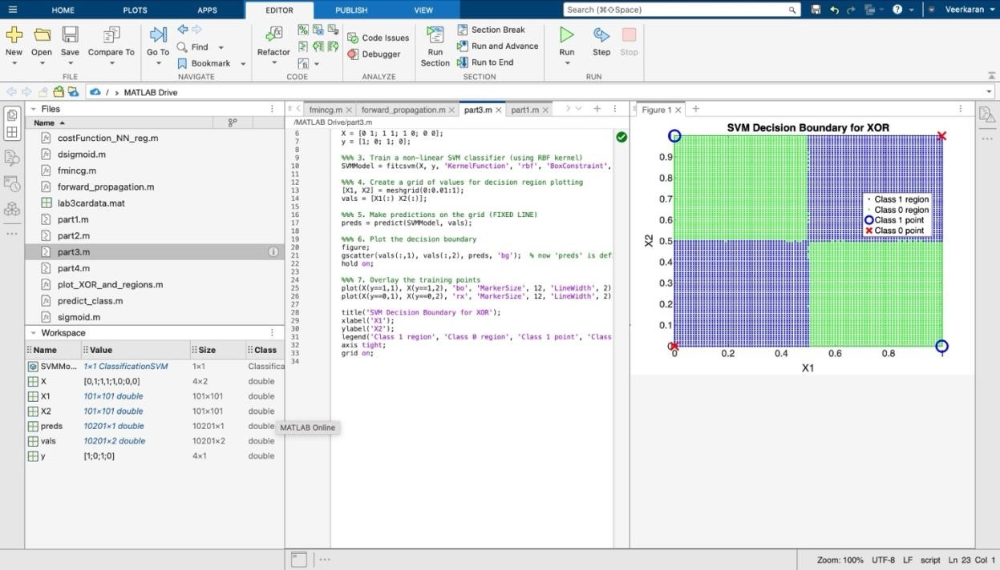 HOME PLOTS APPS EDITOR PUBLISH VIEW Search (⌘⇧Space) Veerkaran
New Open Save Compare To Go To Find Bookmark Refactor Code Issues Debugger Run Section Section Break Run and Advance Run to End Run Step Stop
FILE NAVIGATE CODE ANALYZE SECTION RUN
/ › MATLAB Drive
Files
Name
costFunction_NN_reg.m
dsigmoid.m
fmincg.m
forward_propagation.m
lab3cardata.mat
part1.m
part2.m
part3.m
part4.m
plot_XOR_and_regions.m
predict_class.m
sigmoid.m
Workspace
Name Value Size Class
SVMMo... 1×1 ClassificationSVM 1×1 Classifica
X [0,1;1,1;1,0;0,0] 4×2 double
X1 101×101 double 101×101 double
X2 101×101 double 101×101 double
preds 10201×1 double 10201×1 double
vals 10201×2 double 10201×2 double
y [1;0;1;0] 4×1 double
MATLAB Online
fmincg.m forward_propagation.m part3.m part1.m
/MATLAB Drive/part3.m
6 X = [0 1; 1 1; 1 0; 0 0];
7 y = [1; 0; 1; 0];
8
9 %%% 3. Train a non-linear SVM classifier (using RBF kernel)
10 SVMModel = fitcsvm(X, y, 'KernelFunction', 'rbf', 'BoxConstraint',
11
12 %%% 4. Create a grid of values for decision region plotting
13 [X1, X2] = meshgrid(0:0.01:1);
14 vals = [X1(:) X2(:)];
15
16 %%% 5. Make predictions on the grid (FIXED LINE)
17 preds = predict(SVMModel, vals);
18
19 %%% 6. Plot the decision boundary
20 figure;
21 gscatter(vals(:,1), vals(:,2), preds, 'bg'); % now 'preds' is def
22 hold on;
23
24 %%% 7. Overlay the training points
25 plot(X(y==1,1), X(y==1,2), 'bo', 'MarkerSize', 12, 'LineWidth', 2)
26 plot(X(y==0,1), X(y==0,2), 'rx', 'MarkerSize', 12, 'LineWidth', 2)
27
28 title('SVM Decision Boundary for XOR');
29 xlabel('X1');
30 ylabel('X2');
31 legend('Class 1 region', 'Class 0 region', 'Class 1 point', 'Class
32 axis tight;
33 grid on;
34
Figure 1
SVM Decision Boundary for XOR
0.9
0.8
0.7
0.6
0.5
0.4
0.3
0.2
0.1
0
X2
Class 1 region
Class 0 region
Class 1 point
Class 0 point
0 0.2 0.4 0.6 0.8 1
X1
Zoom: 100% UTF-8 LF script Ln 23 Col 1